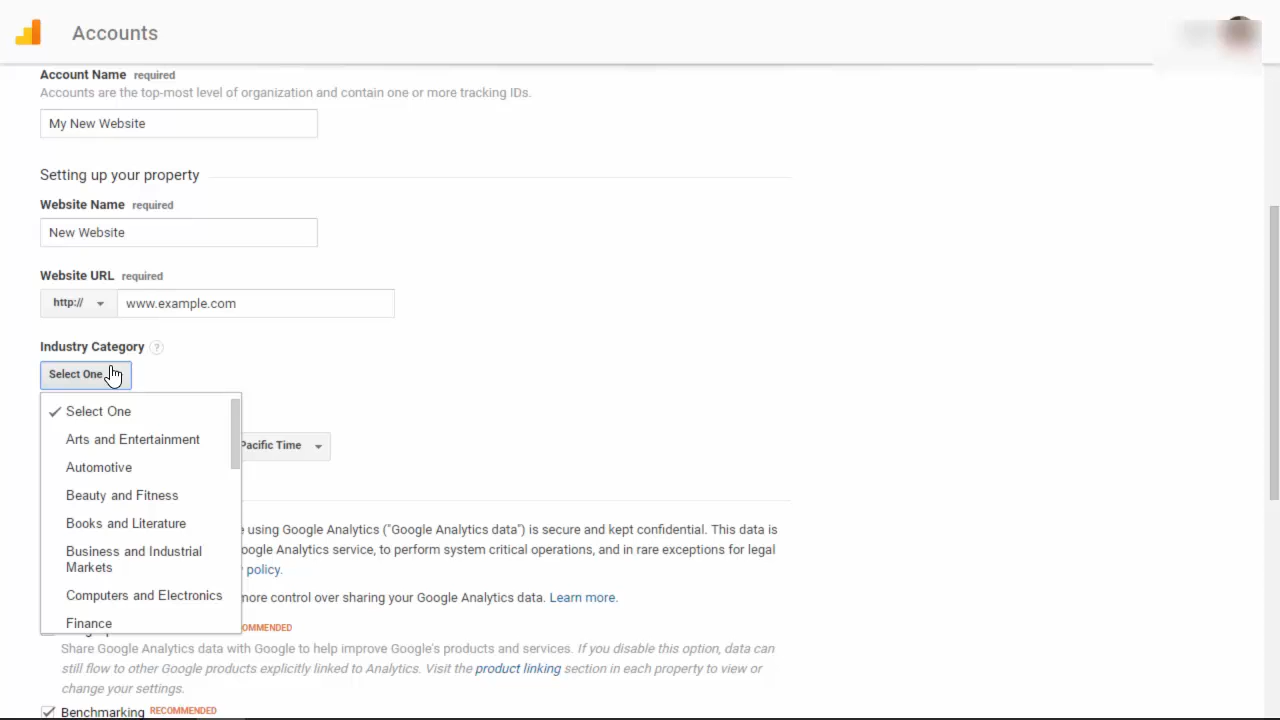 Accounts
Account Name required
Accounts are the top-most level of organization and contain one or more tracking IDs.
My New Website
Setting up your property
Website Name required
New Website
Website URL required
http:// www.example.com
Industry Category ?
Select One
Select One
Arts and Entertainment
Pacific Time
Automotive
Beauty and Fitness
Books and Literature
using Google Analytics ("Google Analytics data") is secure and kept confidential. This data is
Business and Industrial
Markets
oogle Analytics service, to perform system critical operations, and in rare exceptions for legal
policy.
Computers and Electronics
more control over sharing your Google Analytics data. Learn more.
Finance
OMMENDED
Share Google Analytics data with Google to help improve Google's products and services. If you disable this option, data can
still flow to other Google products explicitly linked to Analytics. Visit the product linking section in each property to view or
change your settings.
Benchmarking RECOMMENDED